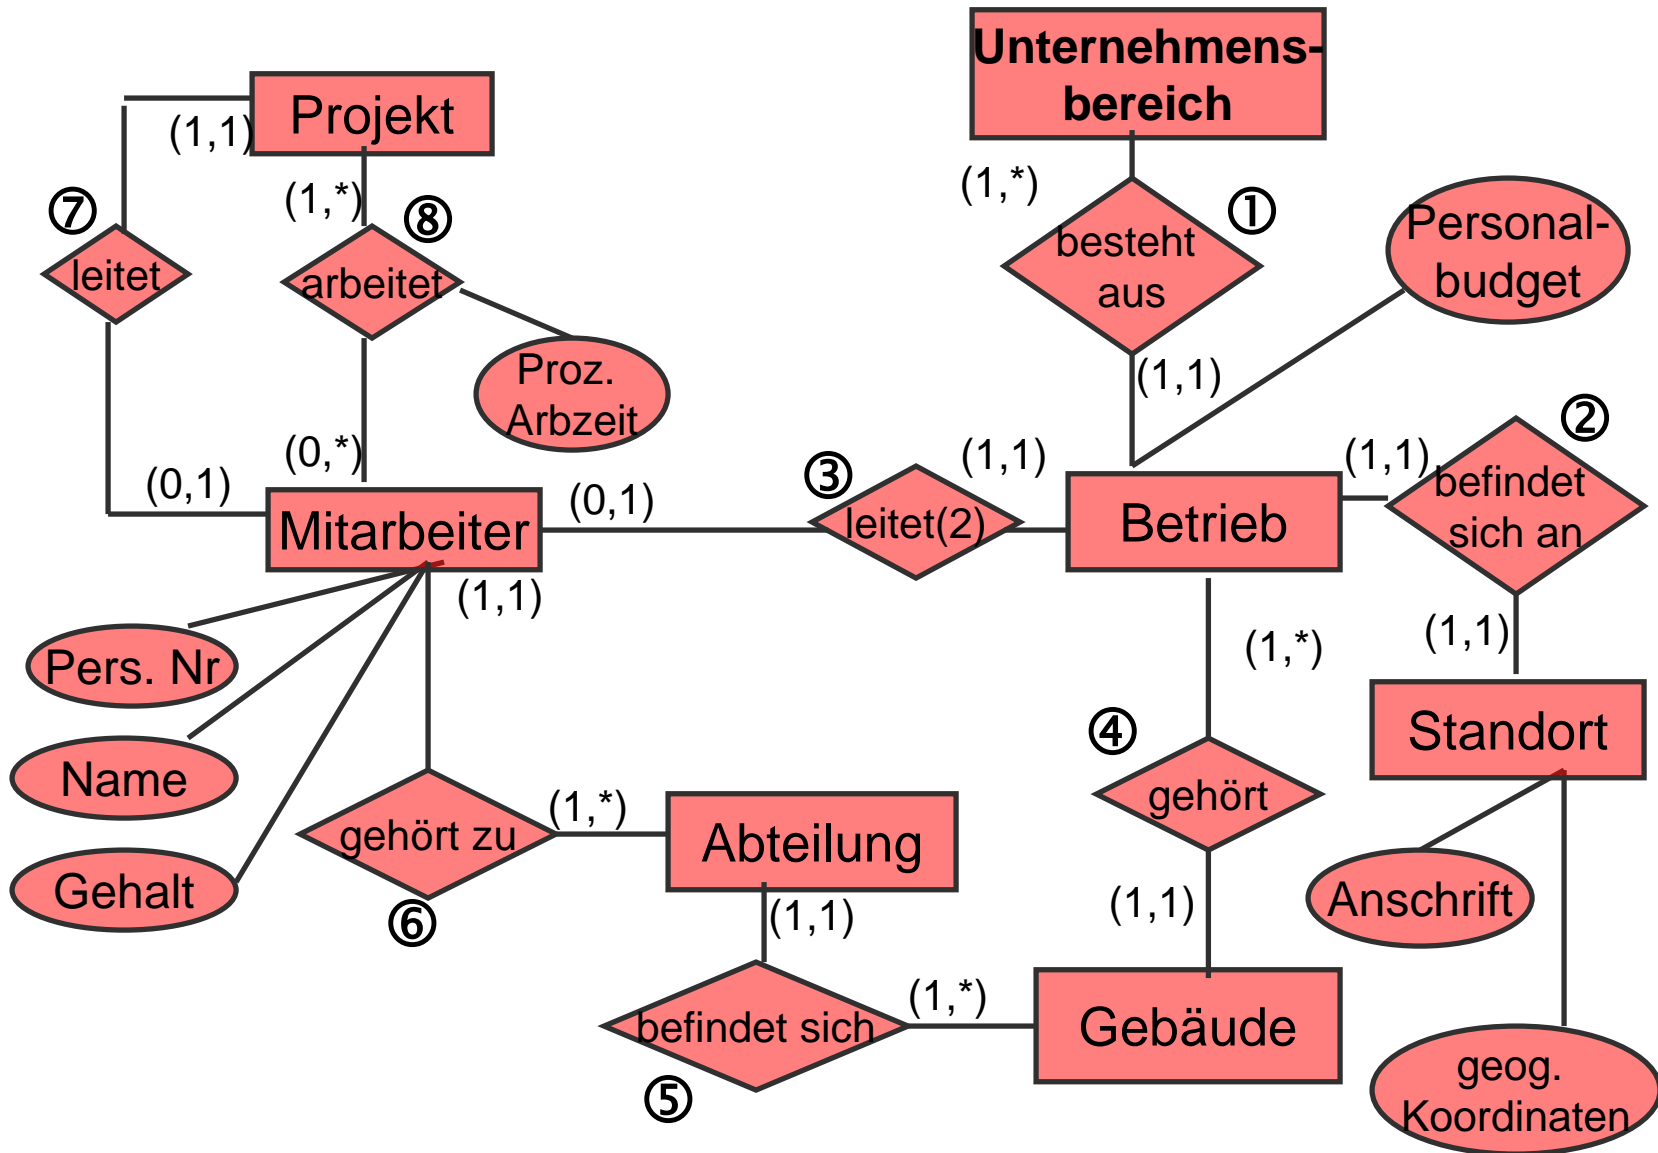 Unternehmens-
bereich
Projekt
(1,1)
(1,*)
(1,*)
⑦
⑧
①
leitet
arbeitet
besteht
aus
Personal-
budget
Proz.
Arbzeit
(1,1)
②
(0,1)
(0,*)
(0,1)
③
(1,1)
(1,1)
befindet
sich an
Mitarbeiter
leitet(2)
Betrieb
(1,1)
(1,*)
(1,1)
Pers. Nr
Name
Gehalt
④
Standort
gehört zu
(1,*)
Abteilung
gehört
⑥
(1,1)
(1,1)
Anschrift
befindet sich
(1,*)
Gebäude
⑤
geog.
Koordinaten